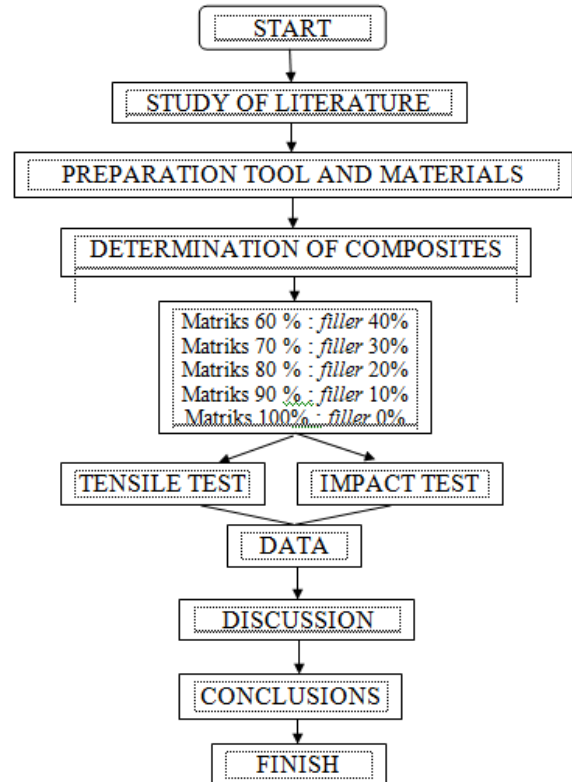 START
STUDY OF LITERATURE
PREPARATION TOOL AND MATERIALS
DETERMINATION OF COMPOSITES
Matriks 60 % : filler 40%
Matriks 70 % : filler 30%
Matriks 80 % : filler 20%
Matriks 90 % : filler 10%
Matriks 100% : filler 0%
TENSILE TEST
IMPACT TEST
DATA
DISCUSSION
CONCLUSIONS
FINISH